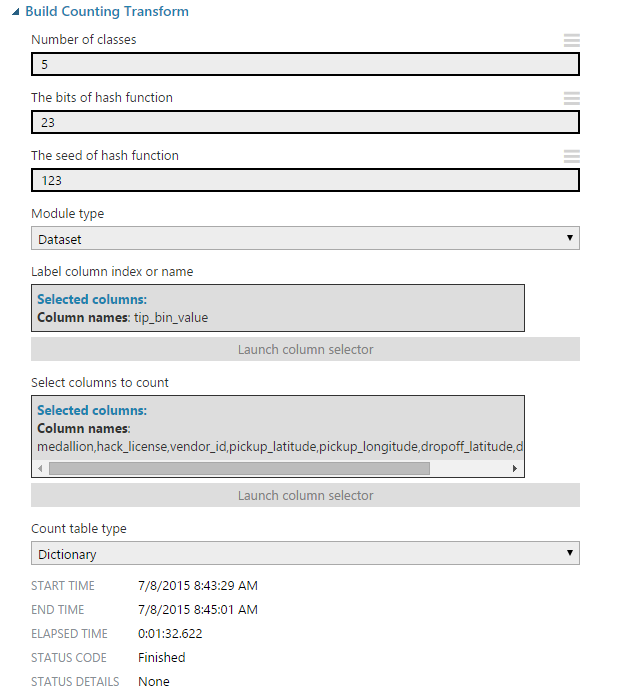 Build Counting Transform
Number of classes
5
The bits of hash function
23
The seed of hash function
123
Module type
Dataset
Label column index or name
Selected columns:
Column names: tip_bin_value
Launch column selector
Select columns to count
Selected columns:
Column names:
medallion,hack_license,vendor_id,pickup_latitude,pickup_longitude,dropoff_latitude,d
Launch column selector
Count table type
Dictionary
START TIME 7/8/2015 8:43:29 AM
END TIME 7/8/2015 8:45:01 AM
ELAPSED TIME 0:01:32.622
STATUS CODE Finished
STATUS DETAILS None